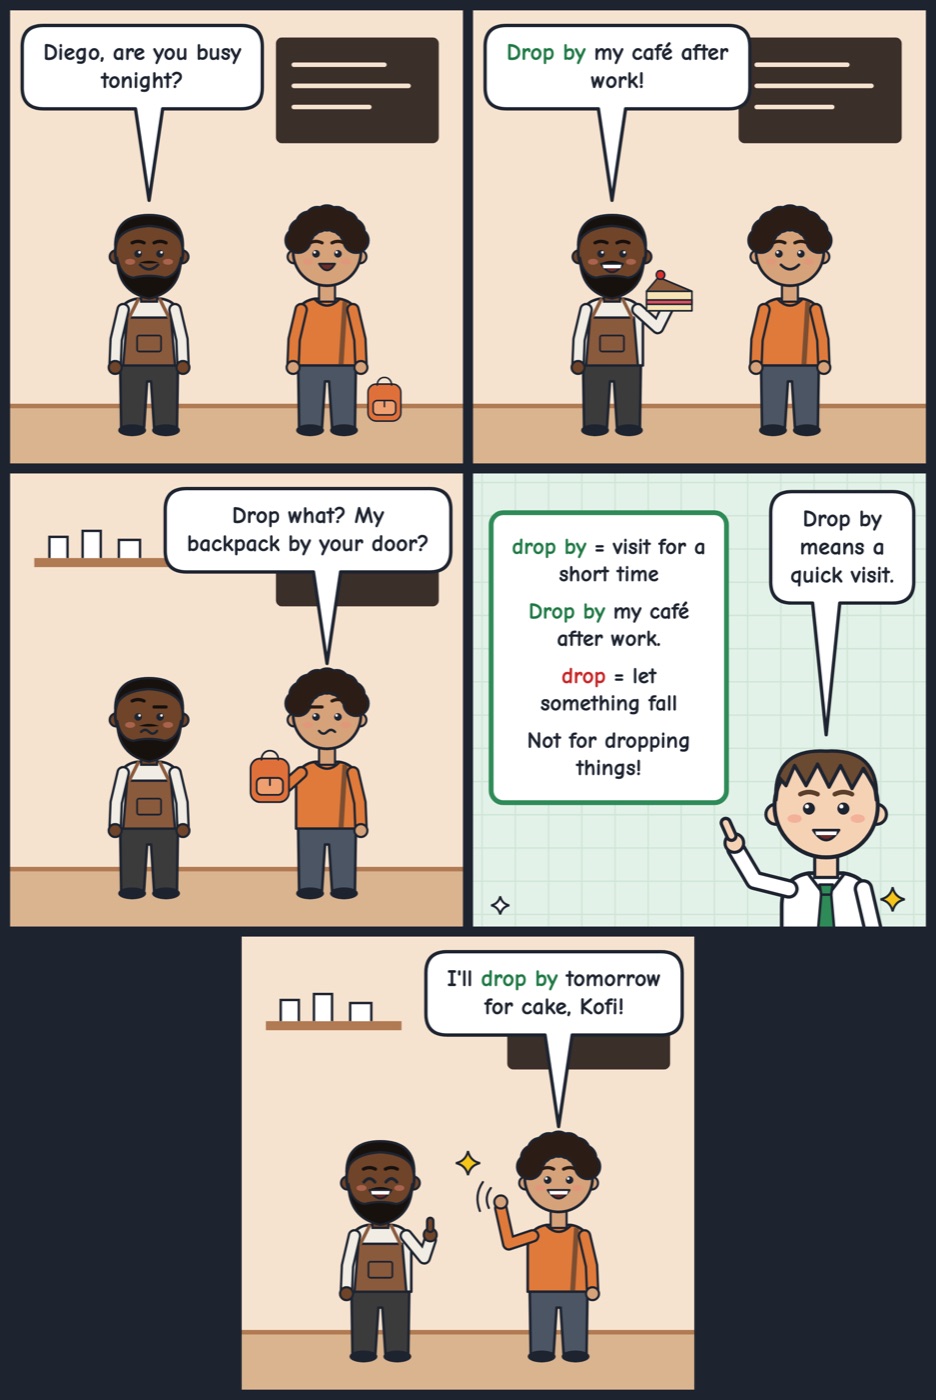 Diego, are you busy
tonight?
Drop by my café after
work!
Drop what? My
backpack by your door?
drop by = visit for a
short time
Drop by my café
after work.
drop = let
something fall
Not for dropping
things!
Drop by
means a
quick visit.
I'll drop by tomorrow
for cake, Kofi!